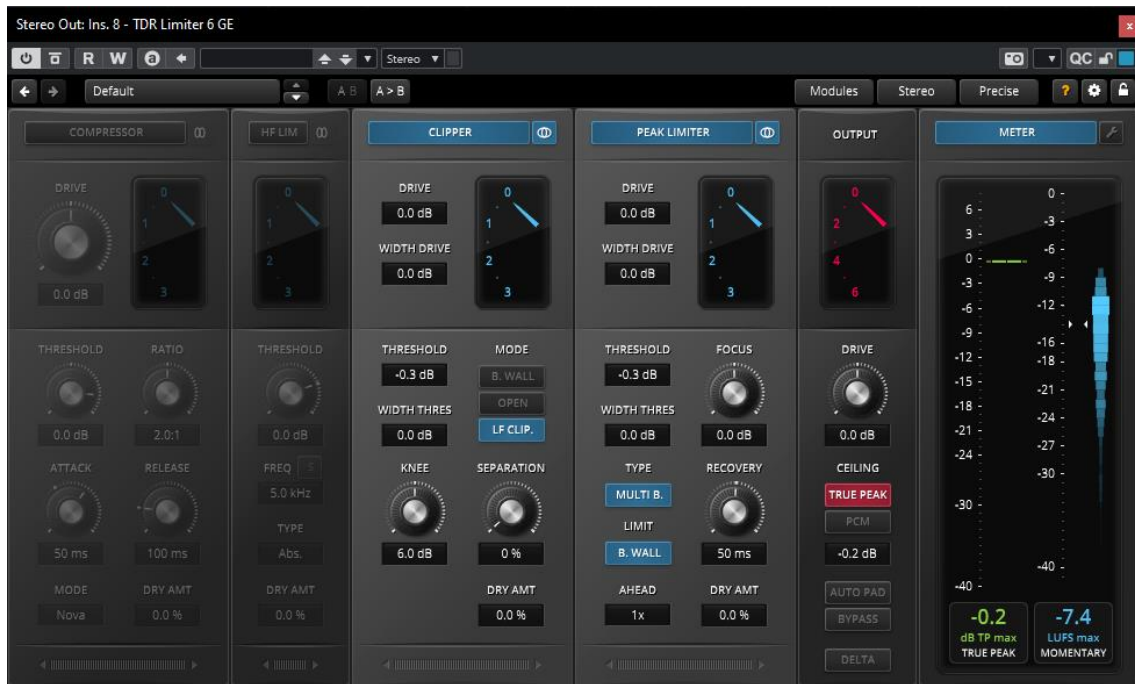 Stereo Out: Ins. 8 - TDR Limiter 6 GE
x
R W a Stereo QC
Default A B A > B Modules Stereo Precise ?
COMPRESSOR HF LIM CLIPPER PEAK LIMITER OUTPUT METER
DRIVE DRIVE DRIVE
0 0 0 0 0
0.0 dB 0.0 dB
1 1 1 1 2
WIDTH DRIVE WIDTH DRIVE
2 2 2 2 4
0.0 dB 0.0 dB
0.0 dB 3 3 3 3 6
6
3
0
-3
-6
-9
-12
-15
-18
-21
-24
-30
-40
0
-3
-6
-9
-12
-16
-18
-21
-24
-27
-30
-40
THRESHOLD RATIO THRESHOLD THRESHOLD MODE THRESHOLD FOCUS DRIVE
-0.3 dB B. WALL -0.3 dB
OPEN
WIDTH THRES WIDTH THRES
0.0 dB 2.0:1 0.0 dB 0.0 dB LF CLIP. 0.0 dB 0.0 dB 0.0 dB
ATTACK RELEASE FREQ S KNEE SEPARATION TYPE RECOVERY CEILING
5.0 kHz MULTI B. TRUE PEAK
TYPE LIMIT PCM
50 ms 100 ms Abs. 6.0 dB 0 % B. WALL 50 ms -0.2 dB
MODE DRY AMT DRY AMT DRY AMT AHEAD DRY AMT AUTO PAD
Nova 0.0 % 0.0 % 0.0 % 1x 0.0 % BYPASS
DELTA
-0.2 -7.4
dB TP max LUFS max
TRUE PEAK MOMENTARY